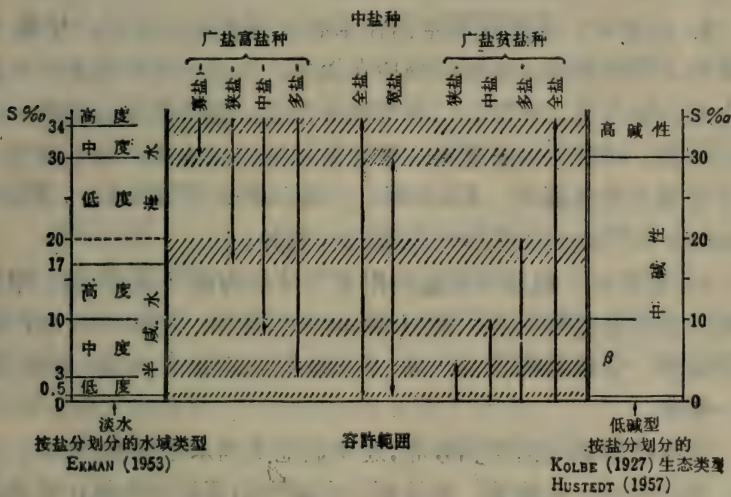 中盐种
广盐富盐种
广盐贫盐种
寡盐-
狭盐-
中盐-
多盐-
全盐-
宽盐-
狭盐-
中盐-
多盐-
全盐-
S‰
34
30
20
17
10
3
0.5
0
高度
中度
低度
海水
高度
中度
低度
半咸水
S‰
30
20
10
0
高碱性
中碱性
β
淡水
按盐分划分的水域类型
EKMAN (1953)
容許範囲
低碱型
按盐分划分的
KOLBE (1927) 生态类型
HUSTEDT (1957)